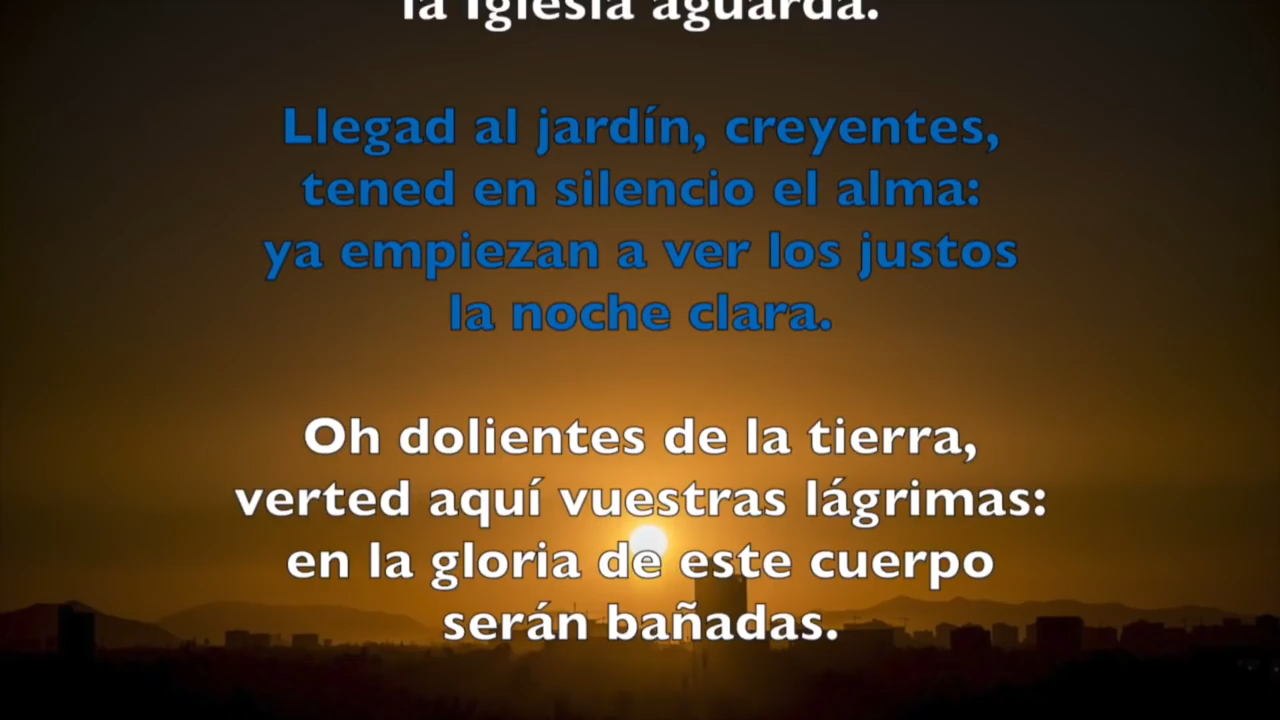 la Iglesia aguarda.
Llegad al jardín, creyentes,
tened en silencio el alma:
ya empiezan a ver los justos
la noche clara.
Oh dolientes de la tierra,
verted aquí vuestras lágrimas:
en la gloria de este cuerpo
serán bañadas.